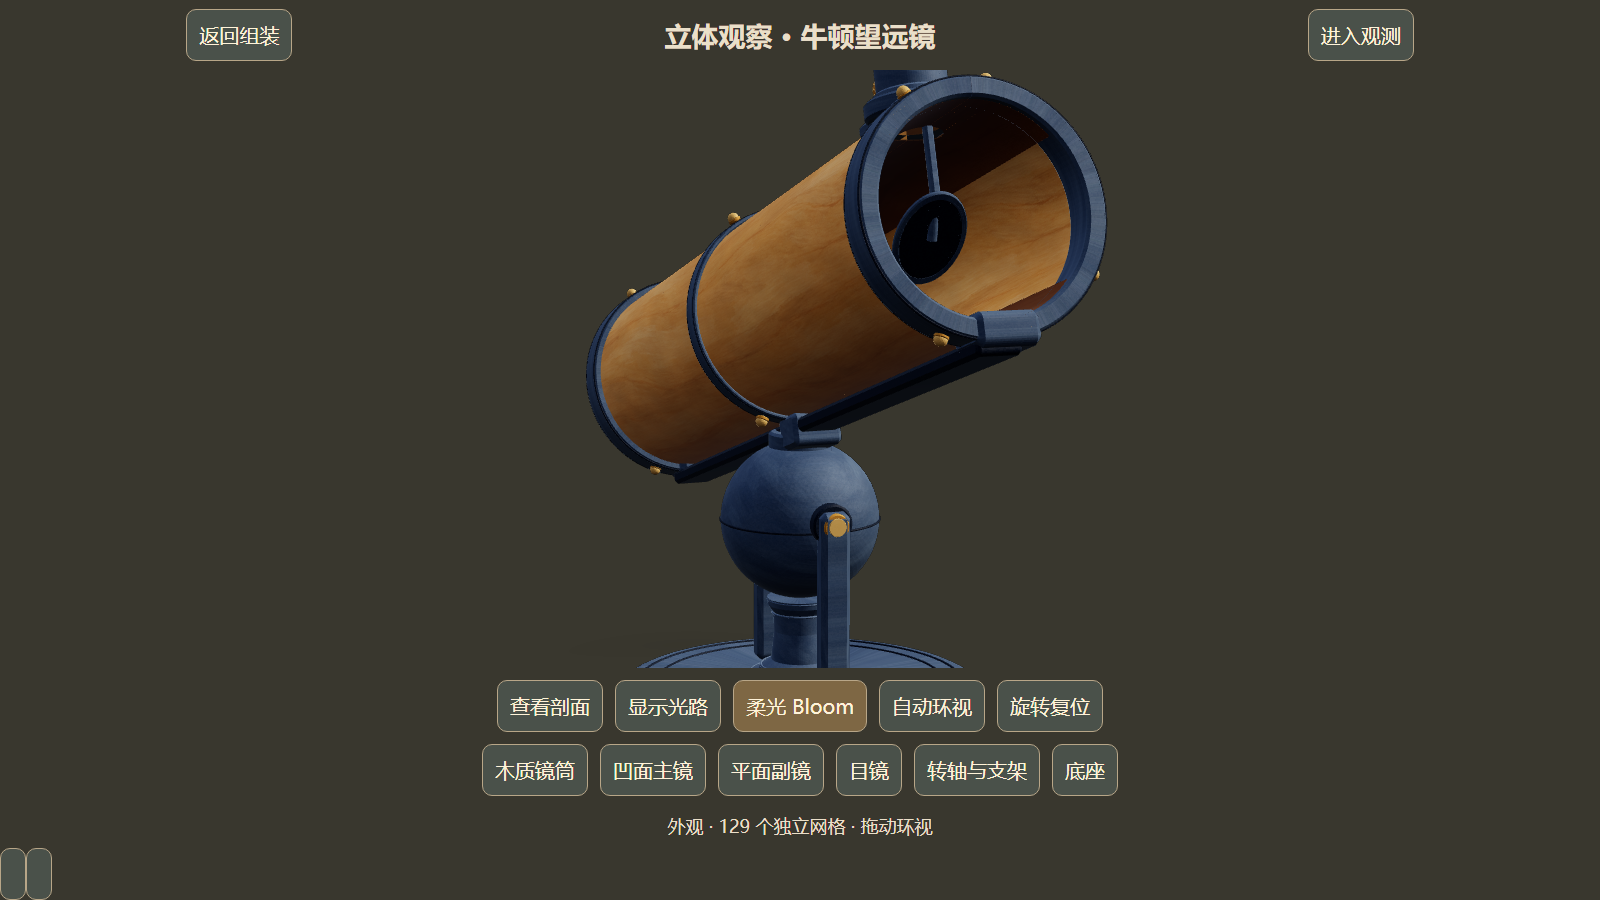 返回组装
立体观察·牛顿望远镜
进入观测
查看剖面
显示光路
柔光 Bloom
自动环视
旋转复位
木质镜筒
凹面主镜
平面副镜
目镜
转轴与支架
底座
外观 · 129 个独立网格 · 拖动环视